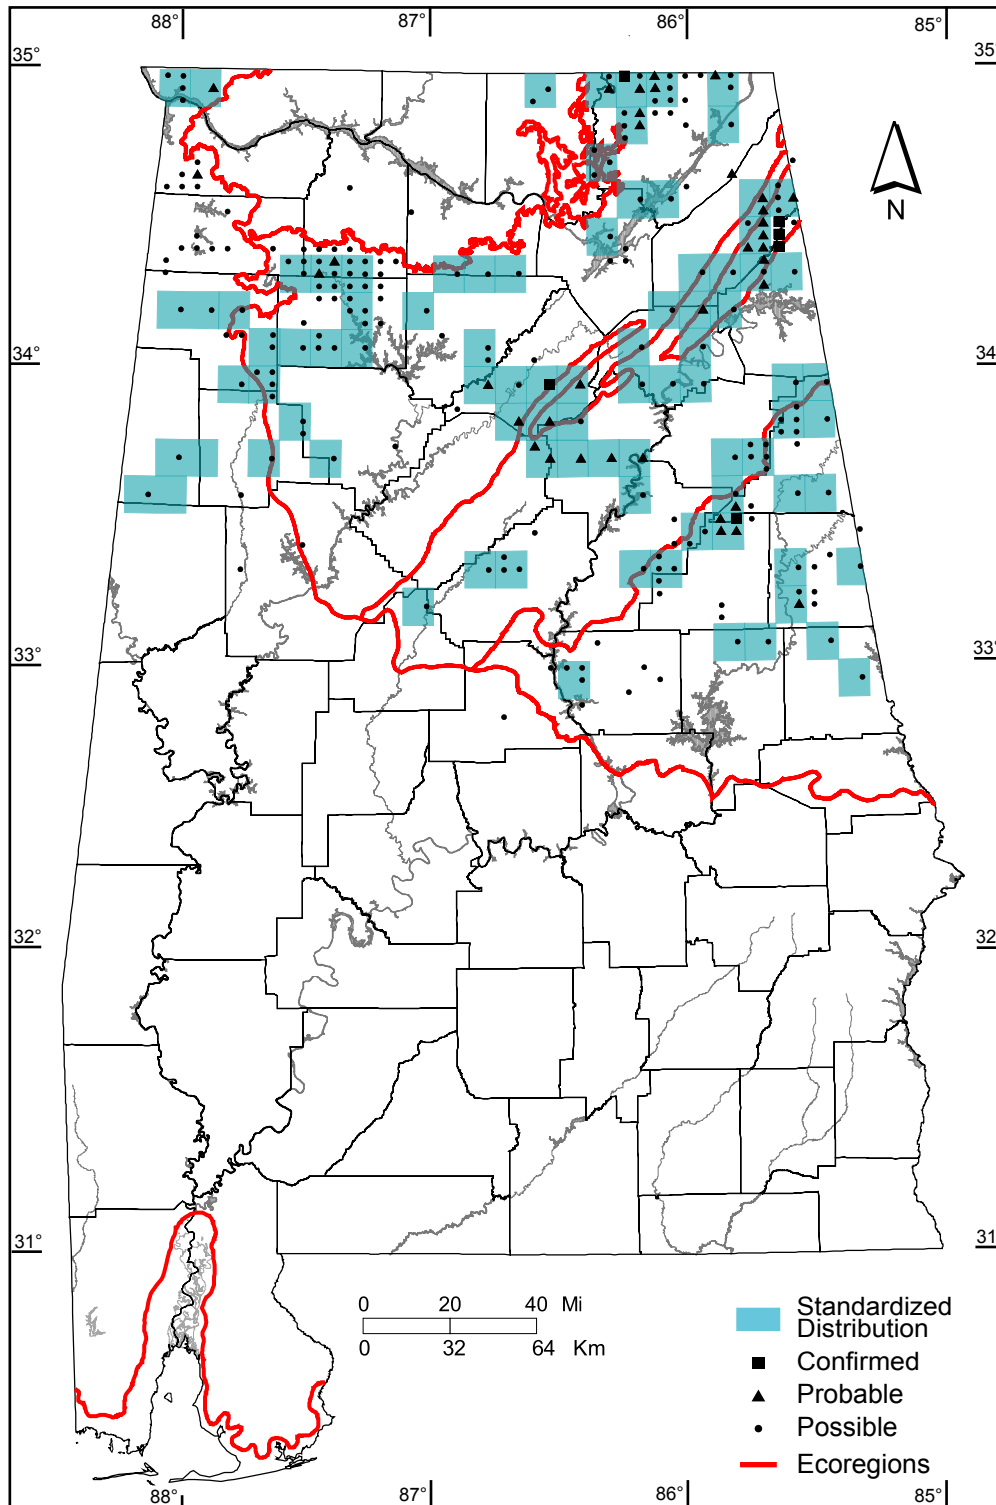 88° 87° 86° 85°
35° 35°
N
34° 34
33° 33°
32° 32
31° 31
0 20 40 Mi
0 32 64 Km
Standardized
Distribution
Confirmed
Probable
Possible
Ecoregions
88° 87° 86° 85°